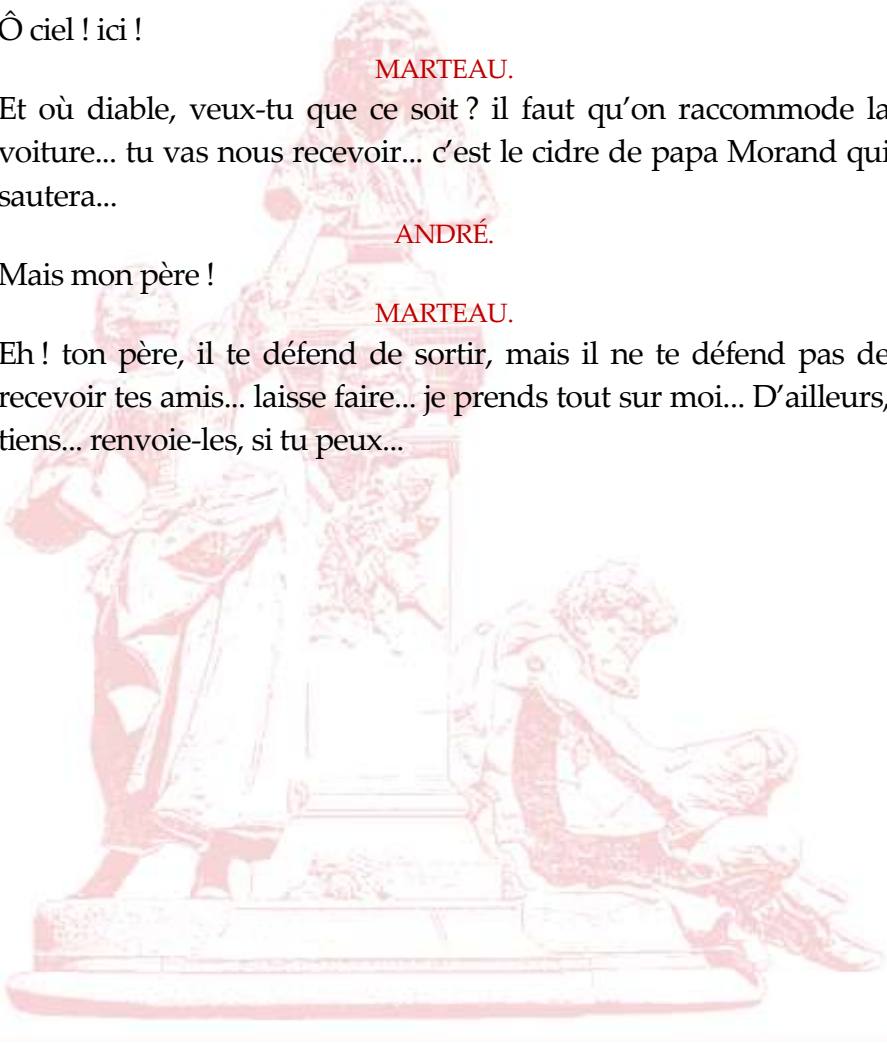 Ô ciel ! ici !
MARTEAU.
Et où diable, veux-tu que ce soit ? il faut qu’on raccommode la
voiture... tu vas nous recevoir... c’est le cidre de papa Morand qui
sautera...
ANDRÉ.
Mais mon père !
MARTEAU.
Eh ! ton père, il te défend de sortir, mais il ne te défend pas de
recevoir tes amis... laisse faire... je prends tout sur moi... D’ailleurs,
tiens... renvoie-les, si tu peux...